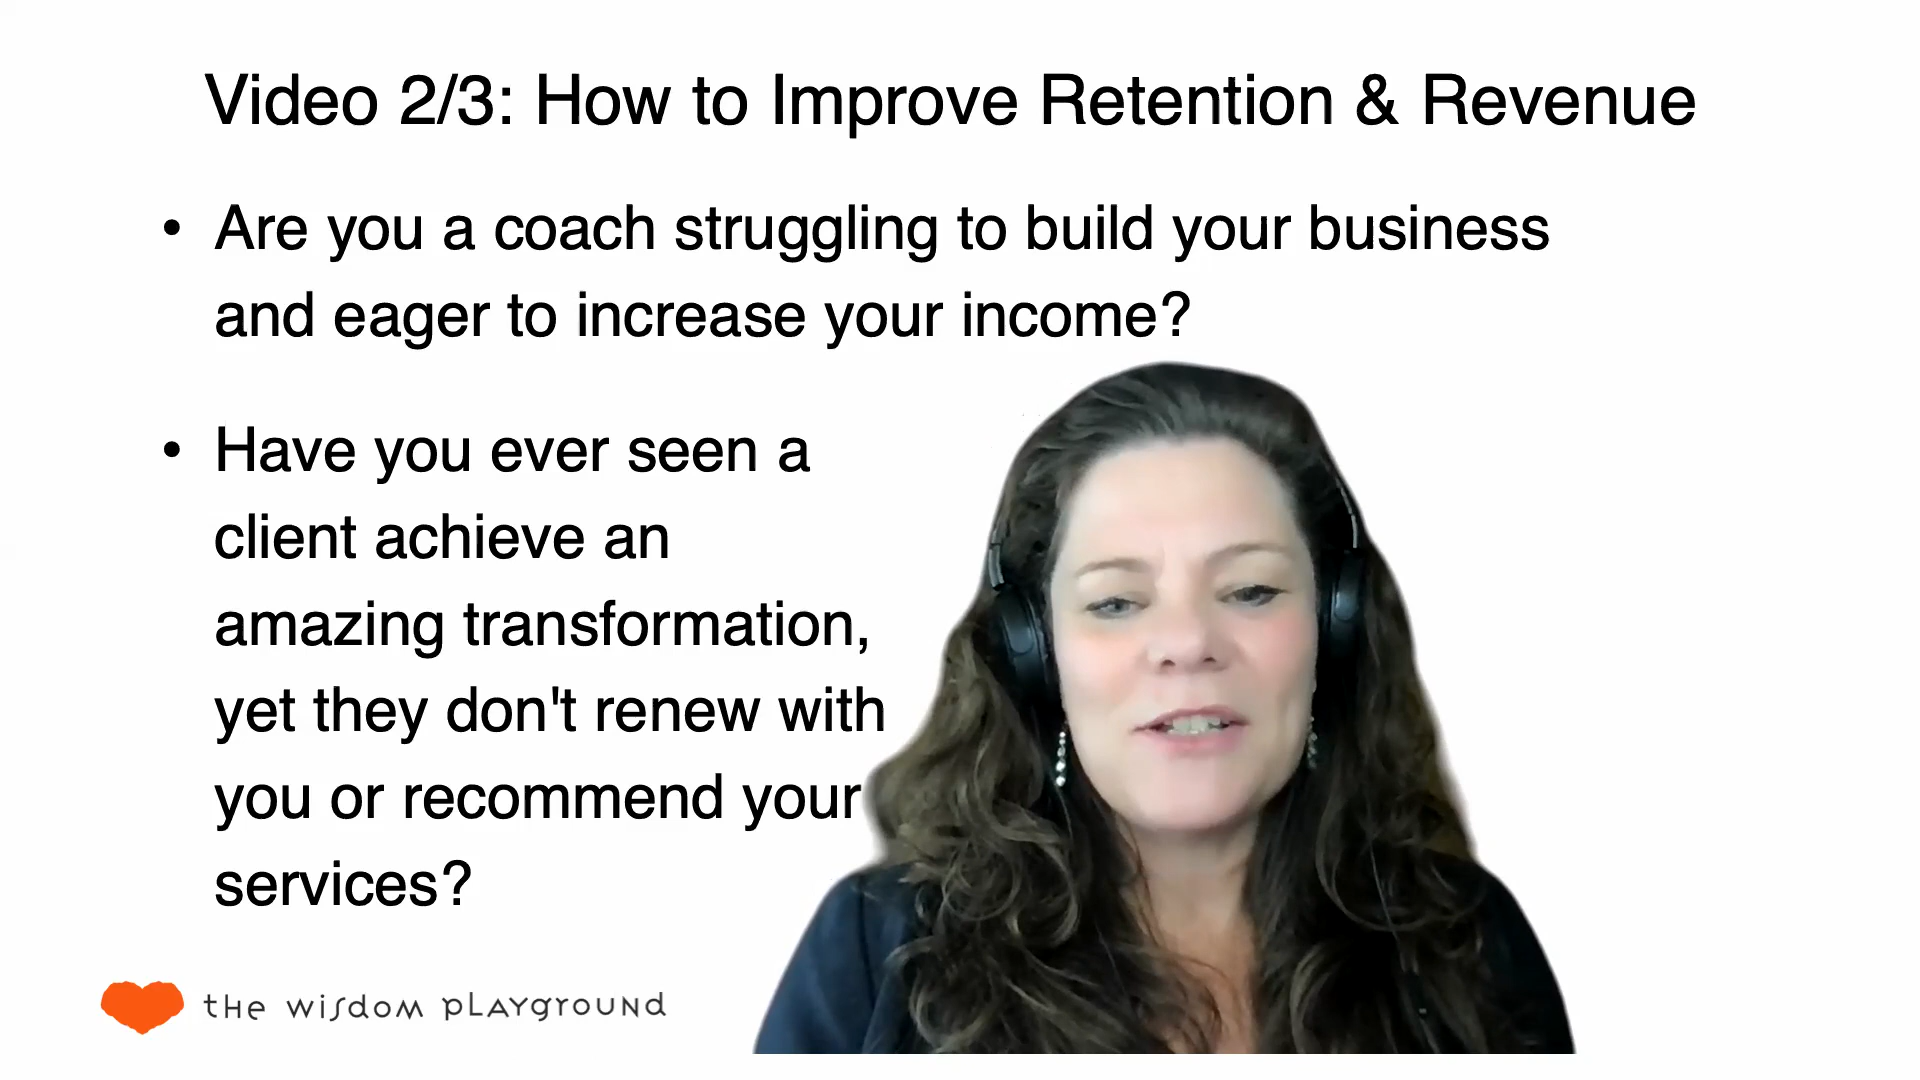 Video 2/3: How to Improve Retention & Revenue
• Are you a coach struggling to build your business
and eager to increase your income?
• Have you ever seen a
client achieve an
amazing transformation,
yet they don't renew with
you or recommend your
services?
the wisdom playground